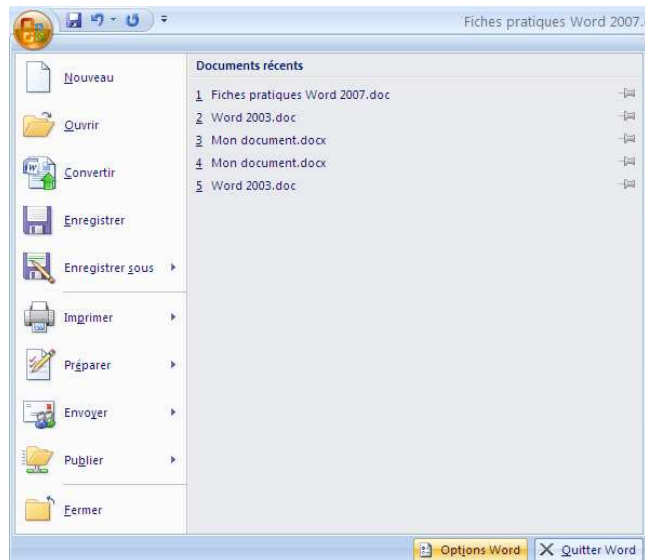 Fiches pratiques Word 2007.
Nouveau
Ouvrir
Convertir
Enregistrer
Enregistrer sous
Imprimer
Préparer
Envoyer
Publier
Fermer
Documents récents
1 Fiches pratiques Word 2007.doc
2 Word 2003.doc
3 Mon document.docx
4 Mon document.docx
5 Word 2003.doc
Options Word
Quitter Word